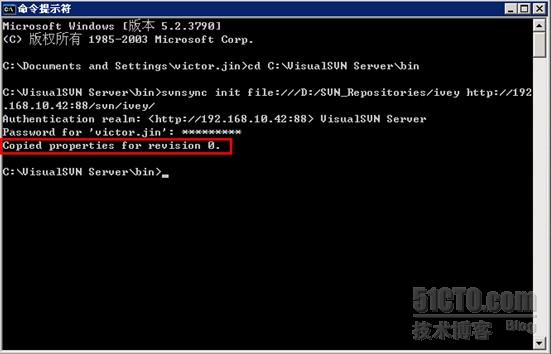 命令提示符
Microsoft Windows [版本 5.2.3790]
(C) 版权所有 1985-2003 Microsoft Corp.
C:\Documents and Settings\victor.jin>cd C:\VisualSVN Server\bin
C:\VisualSVN Server\bin>svnsync init file:///D:/SVN_Repositories/ivey http://192
.168.10.42:88/svn/ivey/
Authentication realm: <http://192.168.10.42:88> VisualSVN Server
Password for 'victor.jin': *********
Copied properties for revision 0.
C:\VisualSVN Server\bin>_
51CTO.com
技术博客 Blog